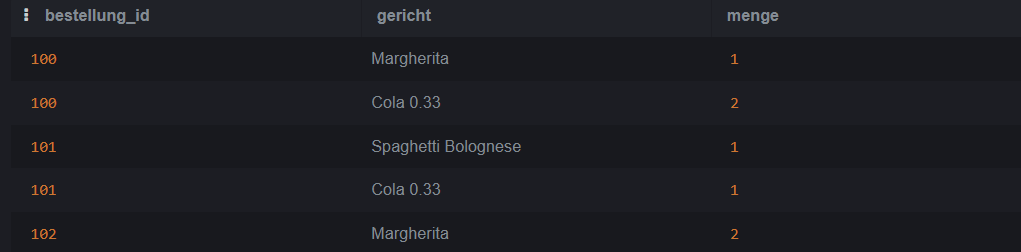 bestellung_id gericht menge
100 Margherita 1
100 Cola 0.33 2
101 Spaghetti Bolognese 1
101 Cola 0.33 1
102 Margherita 2